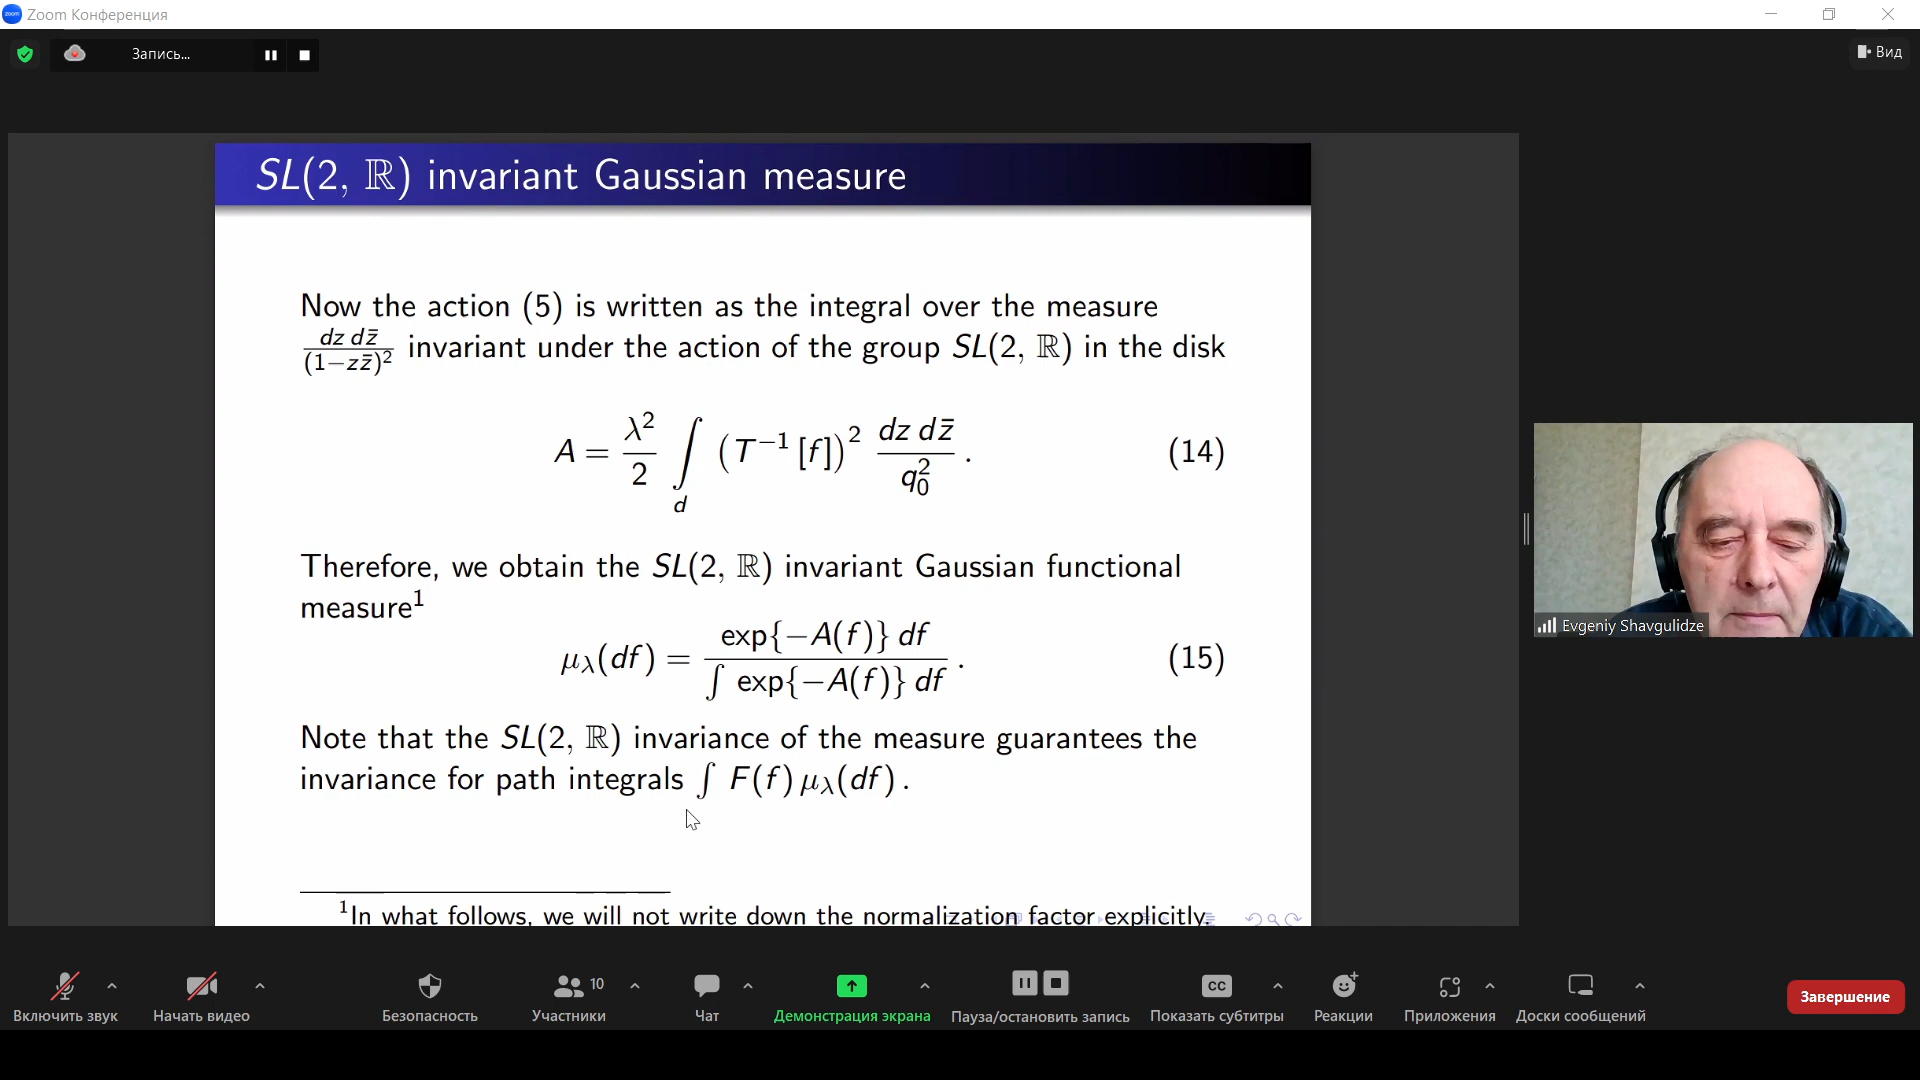 zoom Zoom Конференция
Запись...
Вид
SL(2, ℝ) invariant Gaussian measure
Now the action (5) is written as the integral over the measure
dz dz̄ / (1−zz̄)² invariant under the action of the group SL(2, ℝ) in the disk
A = λ²/2 ∫_d (T⁻¹ [f])² dz dz̄ / q₀² . (14)
Therefore, we obtain the SL(2, ℝ) invariant Gaussian functional
measure¹
μ_λ(df) = exp{−A(f)} df / ∫ exp{−A(f)} df . (15)
Note that the SL(2, ℝ) invariance of the measure guarantees the
invariance for path integrals ∫ F(f) μ_λ(df) .
¹In what follows, we will not write down the normalization factor explicitly.
Evgeniy Shavgulidze
10
CC
Включить звук
Начать видео
Безопасность
Участники
Чат
Демонстрация экрана
Пауза/остановить запись
Показать субтитры
Реакции
Приложения
Доски сообщений
Завершение